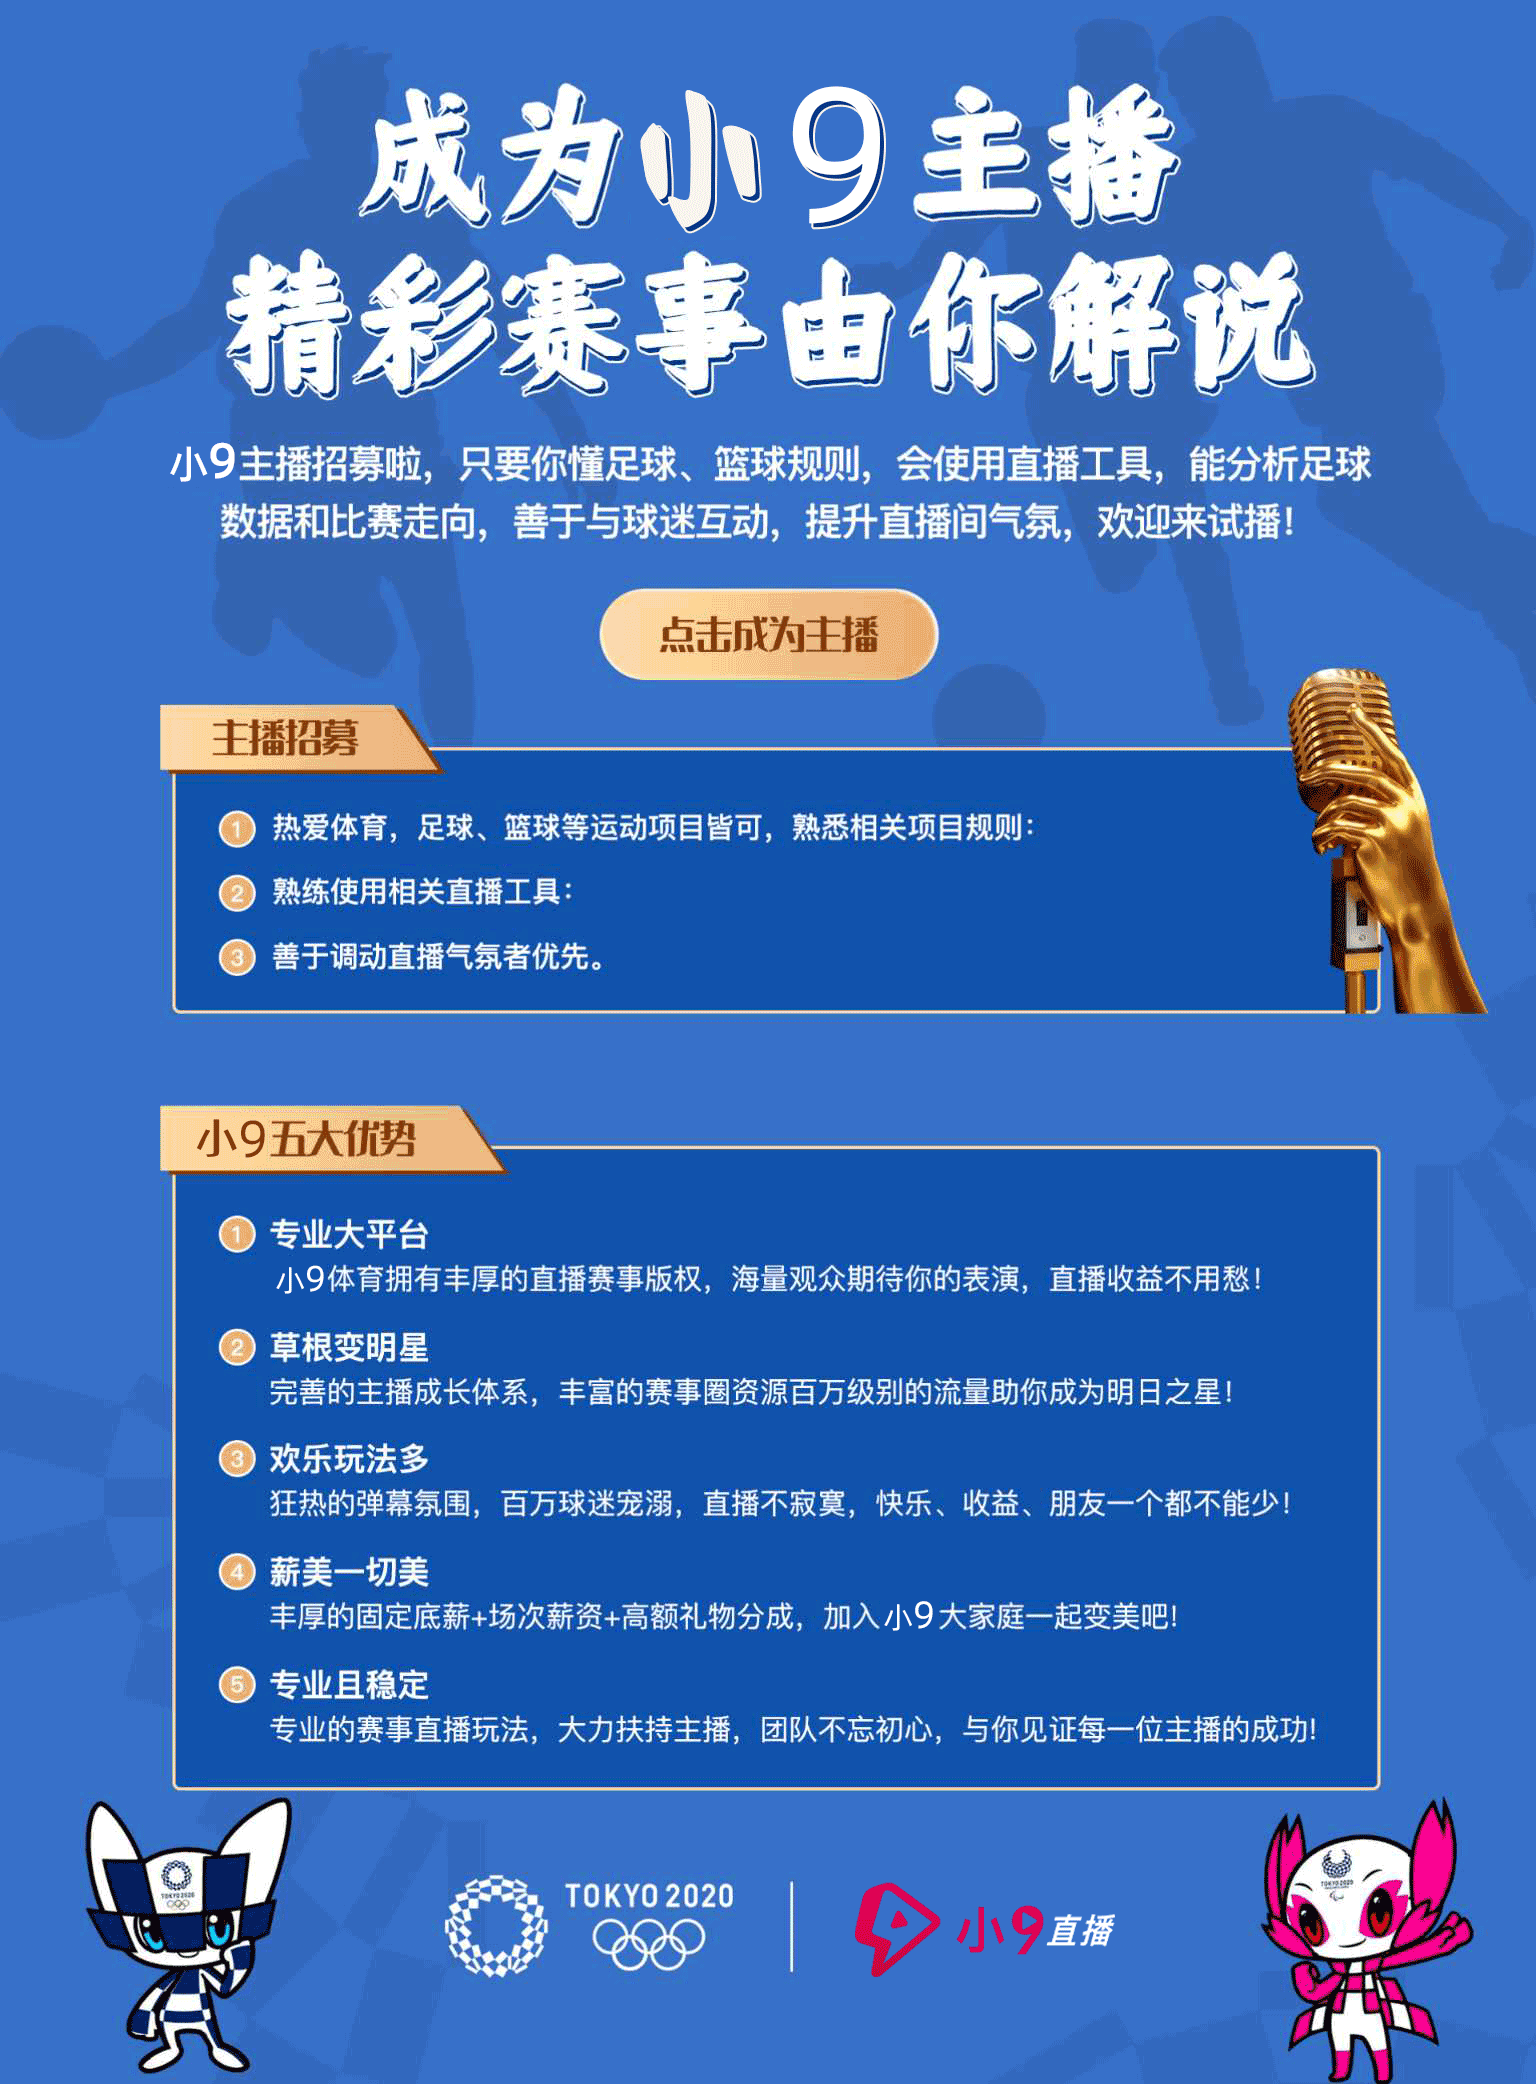 成为小9主播
精彩赛事由你解说
小9主播招募啦，只要你懂足球、篮球规则，会使用直播工具，能分析足球
数据和比赛走向，善于与球迷互动，提升直播间气氛，欢迎来试播！
点击成为主播
主播招募
1 热爱体育，足球、篮球等运动项目皆可，熟悉相关项目规则：
2 熟练使用相关直播工具：
3 善于调动直播气氛者优先。
小9五大优势
1 专业大平台
小9体育拥有丰厚的直播赛事版权，海量观众期待你的表演，直播收益不用愁！
2 草根变明星
完善的主播成长体系，丰富的赛事圈资源百万级别的流量助你成为明日之星！
3 欢乐玩法多
狂热的弹幕氛围，百万球迷宠溺，直播不寂寞，快乐、收益、朋友一个都不能少！
4 薪美一切美
丰厚的固定底薪+场次薪资+高额礼物分成，加入小9大家庭一起变美吧!
5 专业且稳定
专业的赛事直播玩法，大力扶持主播，团队不忘初心，与你见证每一位主播的成功!
TOKYO 2020
TOKYO 2020
小9直播
TOKYO 2020